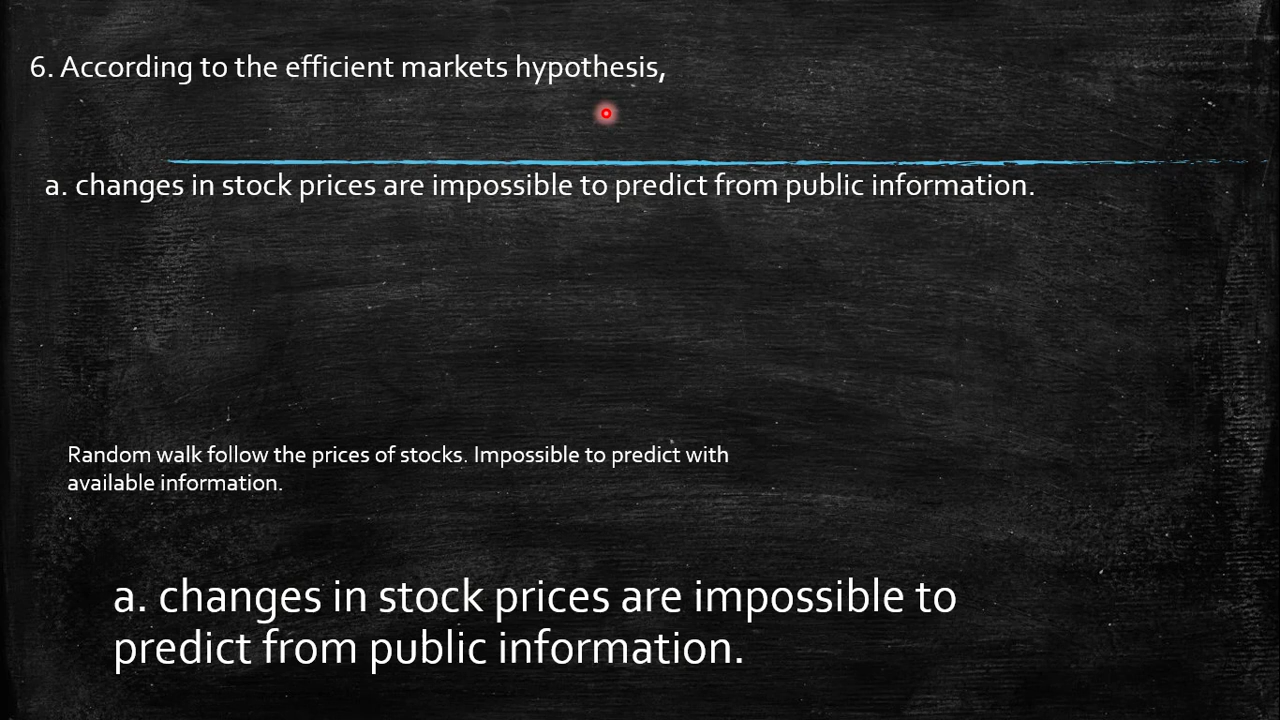 6. According to the efficient markets hypothesis,
a. changes in stock prices are impossible to predict from public information.
Random walk follow the prices of stocks. Impossible to predict with
available information.
.
a. changes in stock prices are impossible to
predict from public information.